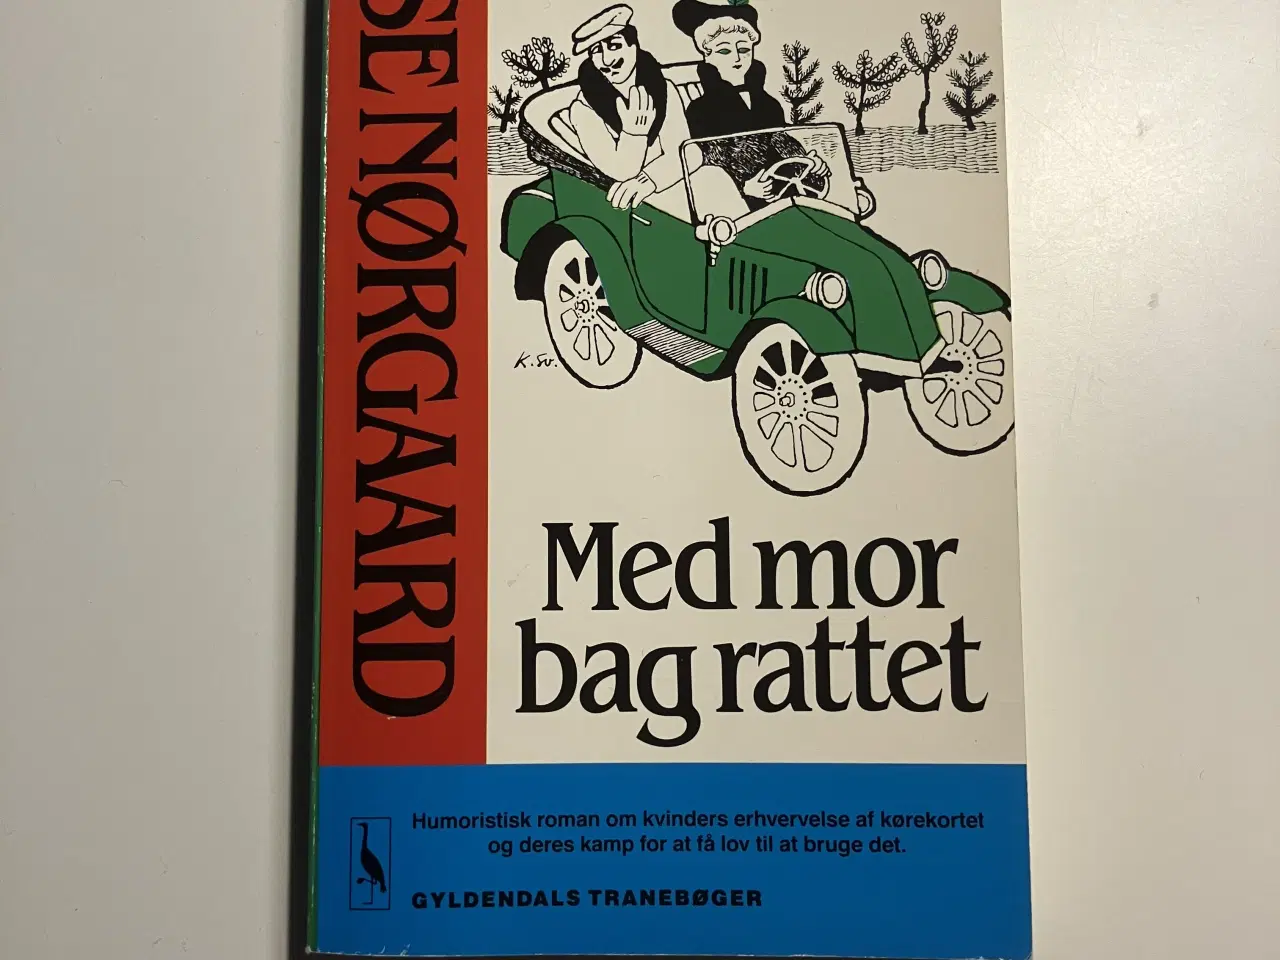 SE NØRGAARD
K. Sv.
Med mor
bag rattet
Humoristisk roman om kvinders erhvervelse af kørekortet
og deres kamp for at få lov til at bruge det.
GYLDENDALS TRANEBØGER